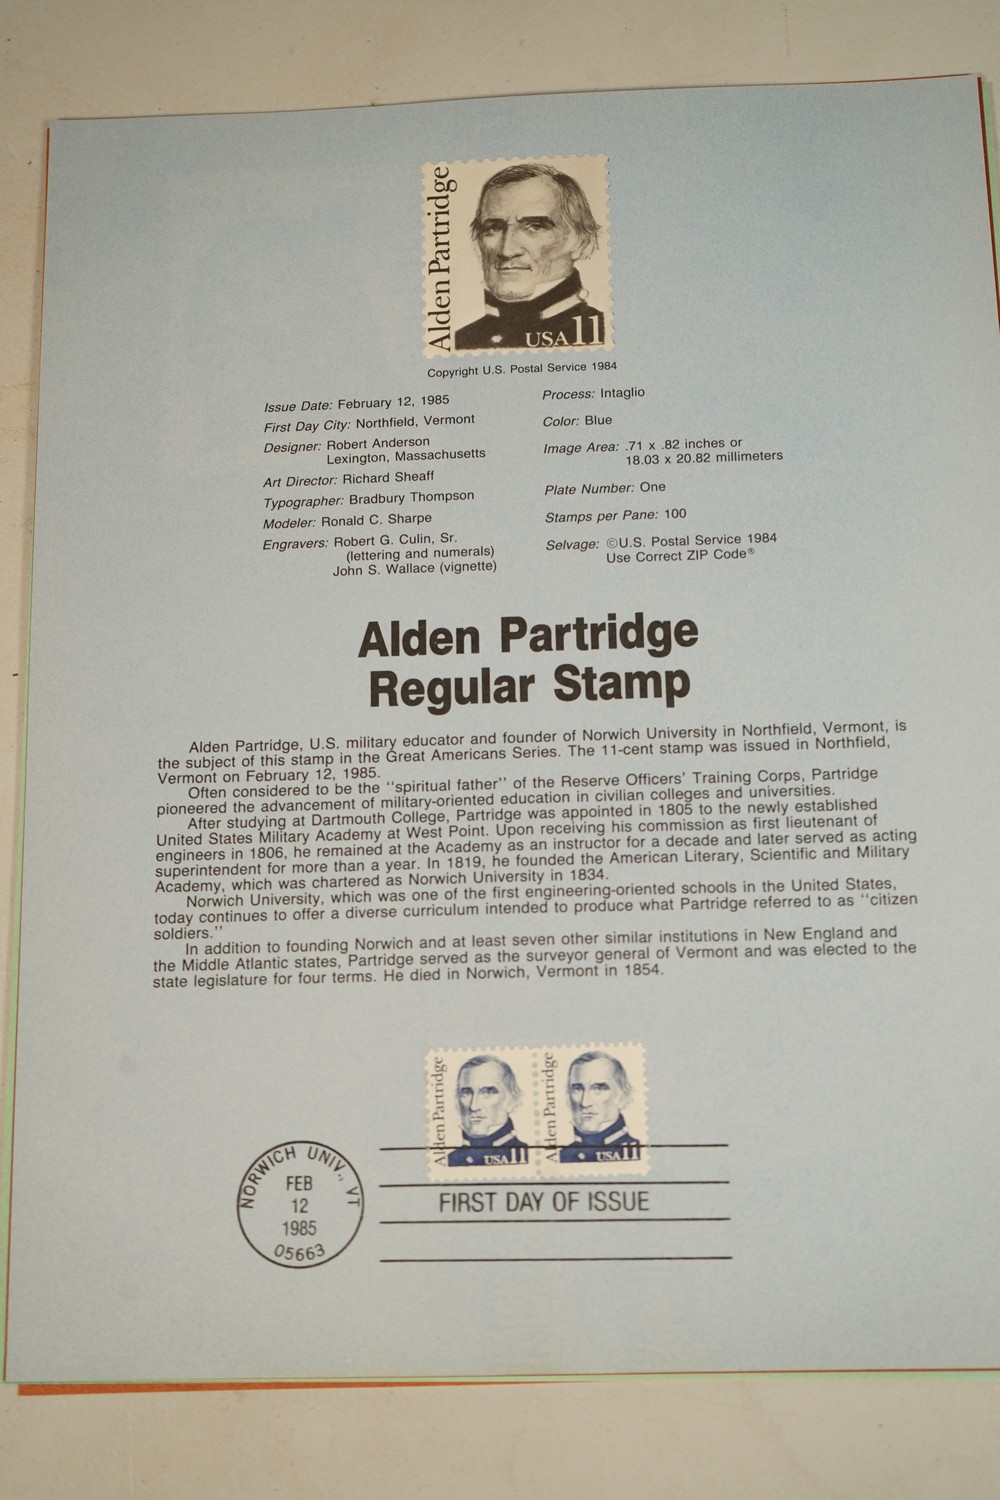 Alden Partridge
USA 11
Copyright U.S. Postal Service 1984
Issue Date: February 12, 1985
First Day City: Northfield, Vermont
Designer: Robert Anderson
Lexington, Massachusetts
Art Director: Richard Sheaff
Typographer: Bradbury Thompson
Modeler: Ronald C. Sharpe
Engravers: Robert G. Culin, Sr.
(lettering and numerals)
John S. Wallace (vignette)
Process: Intaglio
Color: Blue
Image Area: .71 x .82 inches or
18.03 x 20.82 millimeters
Plate Number: One
Stamps per Pane: 100
Selvage: ©U.S. Postal Service 1984
Use Correct ZIP Code®
Alden Partridge
Regular Stamp
Alden Partridge, U.S. military educator and founder of Norwich University in Northfield, Vermont, is
the subject of this stamp in the Great Americans Series. The 11-cent stamp was issued in Northfield,
Vermont on February 12, 1985.
Often considered to be the "spiritual father" of the Reserve Officers' Training Corps, Partridge
pioneered the advancement of military-oriented education in civilian colleges and universities.
After studying at Dartmouth College, Partridge was appointed in 1805 to the newly established
United States Military Academy at West Point. Upon receiving his commission as first lieutenant of
engineers in 1806, he remained at the Academy as an instructor for a decade and later served as acting
superintendent for more than a year. In 1819, he founded the American Literary, Scientific and Military
Academy, which was chartered as Norwich University in 1834.
Norwich University, which was one of the first engineering-oriented schools in the United States,
today continues to offer a diverse curriculum intended to produce what Partridge referred to as "citizen
soldiers."
In addition to founding Norwich and at least seven other similar institutions in New England and
the Middle Atlantic states, Partridge served as the surveyor general of Vermont and was elected to the
state legislature for four terms. He died in Norwich, Vermont in 1854.
Alden Partridge
USA 11
Alden Partridge
USA 11
NORWICH UNIV., VT
FEB
12
1985
05663
FIRST DAY OF ISSUE